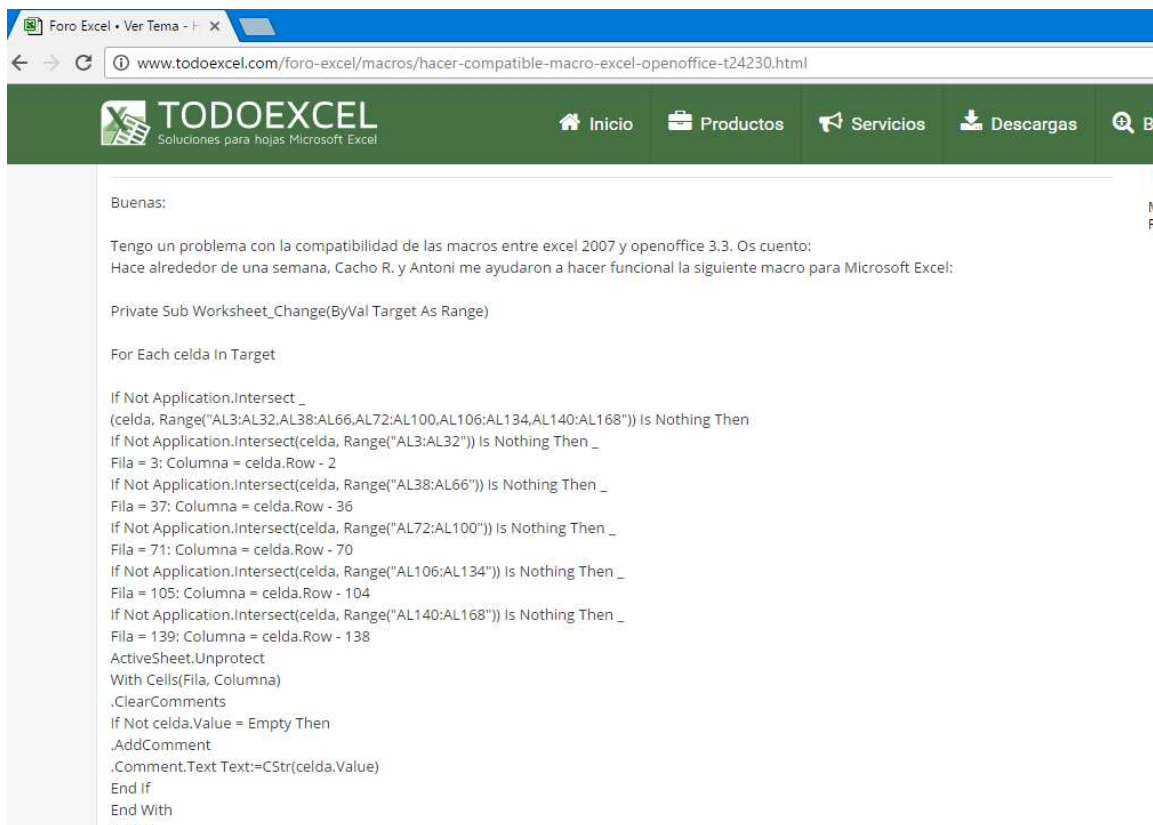 Foro Excel • Ver Tema - H
www.todoexcel.com/foro-excel/macros/hacer-compatible-macro-excel-openoffice-t24230.html
TODOEXCEL
Soluciones para hojas Microsoft Excel
Inicio Productos Servicios Descargas B
Buenas:
Tengo un problema con la compatibilidad de las macros entre excel 2007 y openoffice 3.3. Os cuento:
Hace alrededor de una semana, Cacho R. y Antoni me ayudaron a hacer funcional la siguiente macro para Microsoft Excel:
Private Sub Worksheet_Change(ByVal Target As Range)
For Each celda In Target
If Not Application.Intersect _
(celda, Range("AL3:AL32,AL38:AL66,AL72:AL100,AL106:AL134,AL140:AL168")) Is Nothing Then
If Not Application.Intersect(celda, Range("AL3:AL32")) Is Nothing Then _
Fila = 3: Columna = celda.Row - 2
If Not Application.Intersect(celda, Range("AL38:AL66")) Is Nothing Then _
Fila = 37: Columna = celda.Row - 36
If Not Application.Intersect(celda, Range("AL72:AL100")) Is Nothing Then _
Fila = 71: Columna = celda.Row - 70
If Not Application.Intersect(celda, Range("AL106:AL134")) Is Nothing Then _
Fila = 105: Columna = celda.Row - 104
If Not Application.Intersect(celda, Range("AL140:AL168")) Is Nothing Then _
Fila = 139: Columna = celda.Row - 138
ActiveSheet.Unprotect
With Cells(Fila, Columna)
.ClearComments
If Not celda.Value = Empty Then
.AddComment
.Comment.Text Text:=CStr(celda.Value)
End If
End With